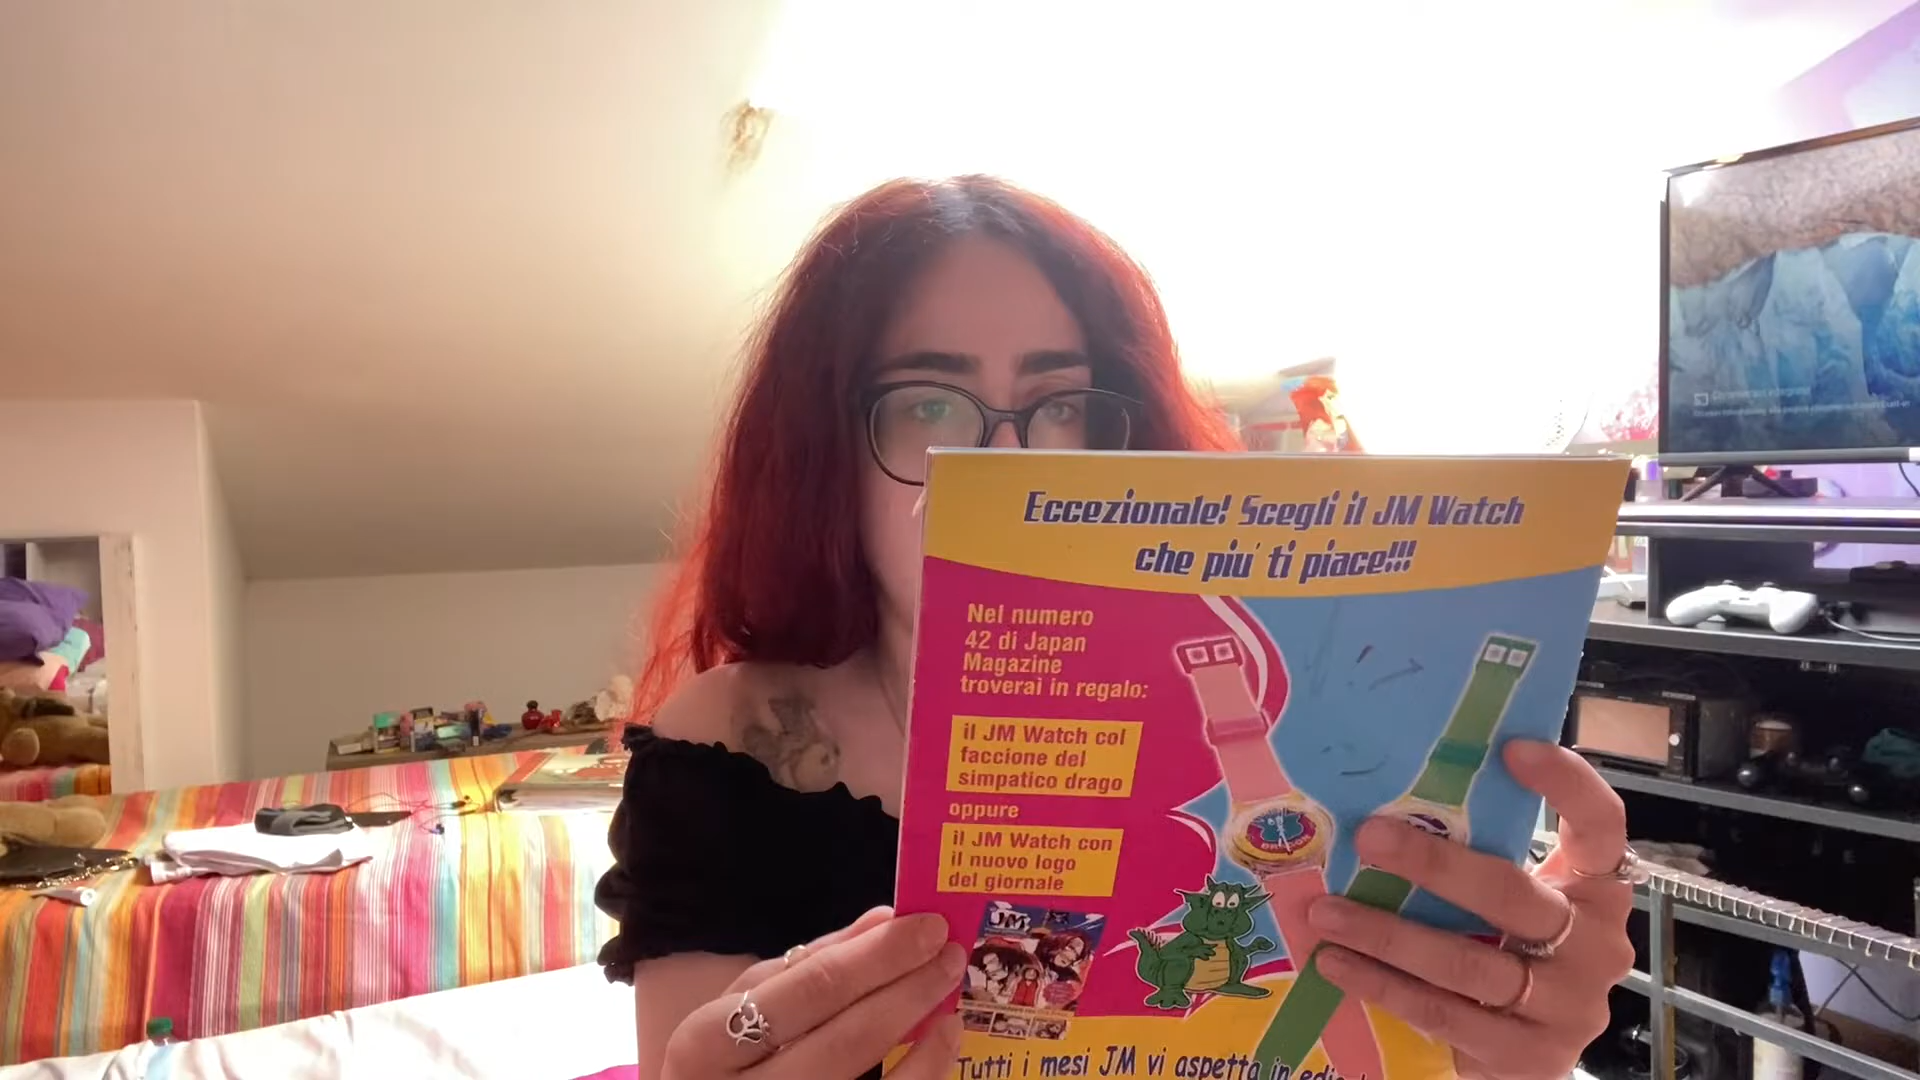 Eccezionale! Scegli il JM Watch
che piu' ti piace!!!
Nel numero
42 di Japan
Magazine
troverai in regalo:
il JM Watch col
faccione del
simpatico drago
oppure
il JM Watch con
il nuovo logo
del giornale
JM
Tutti i mesi JM vi aspetta in